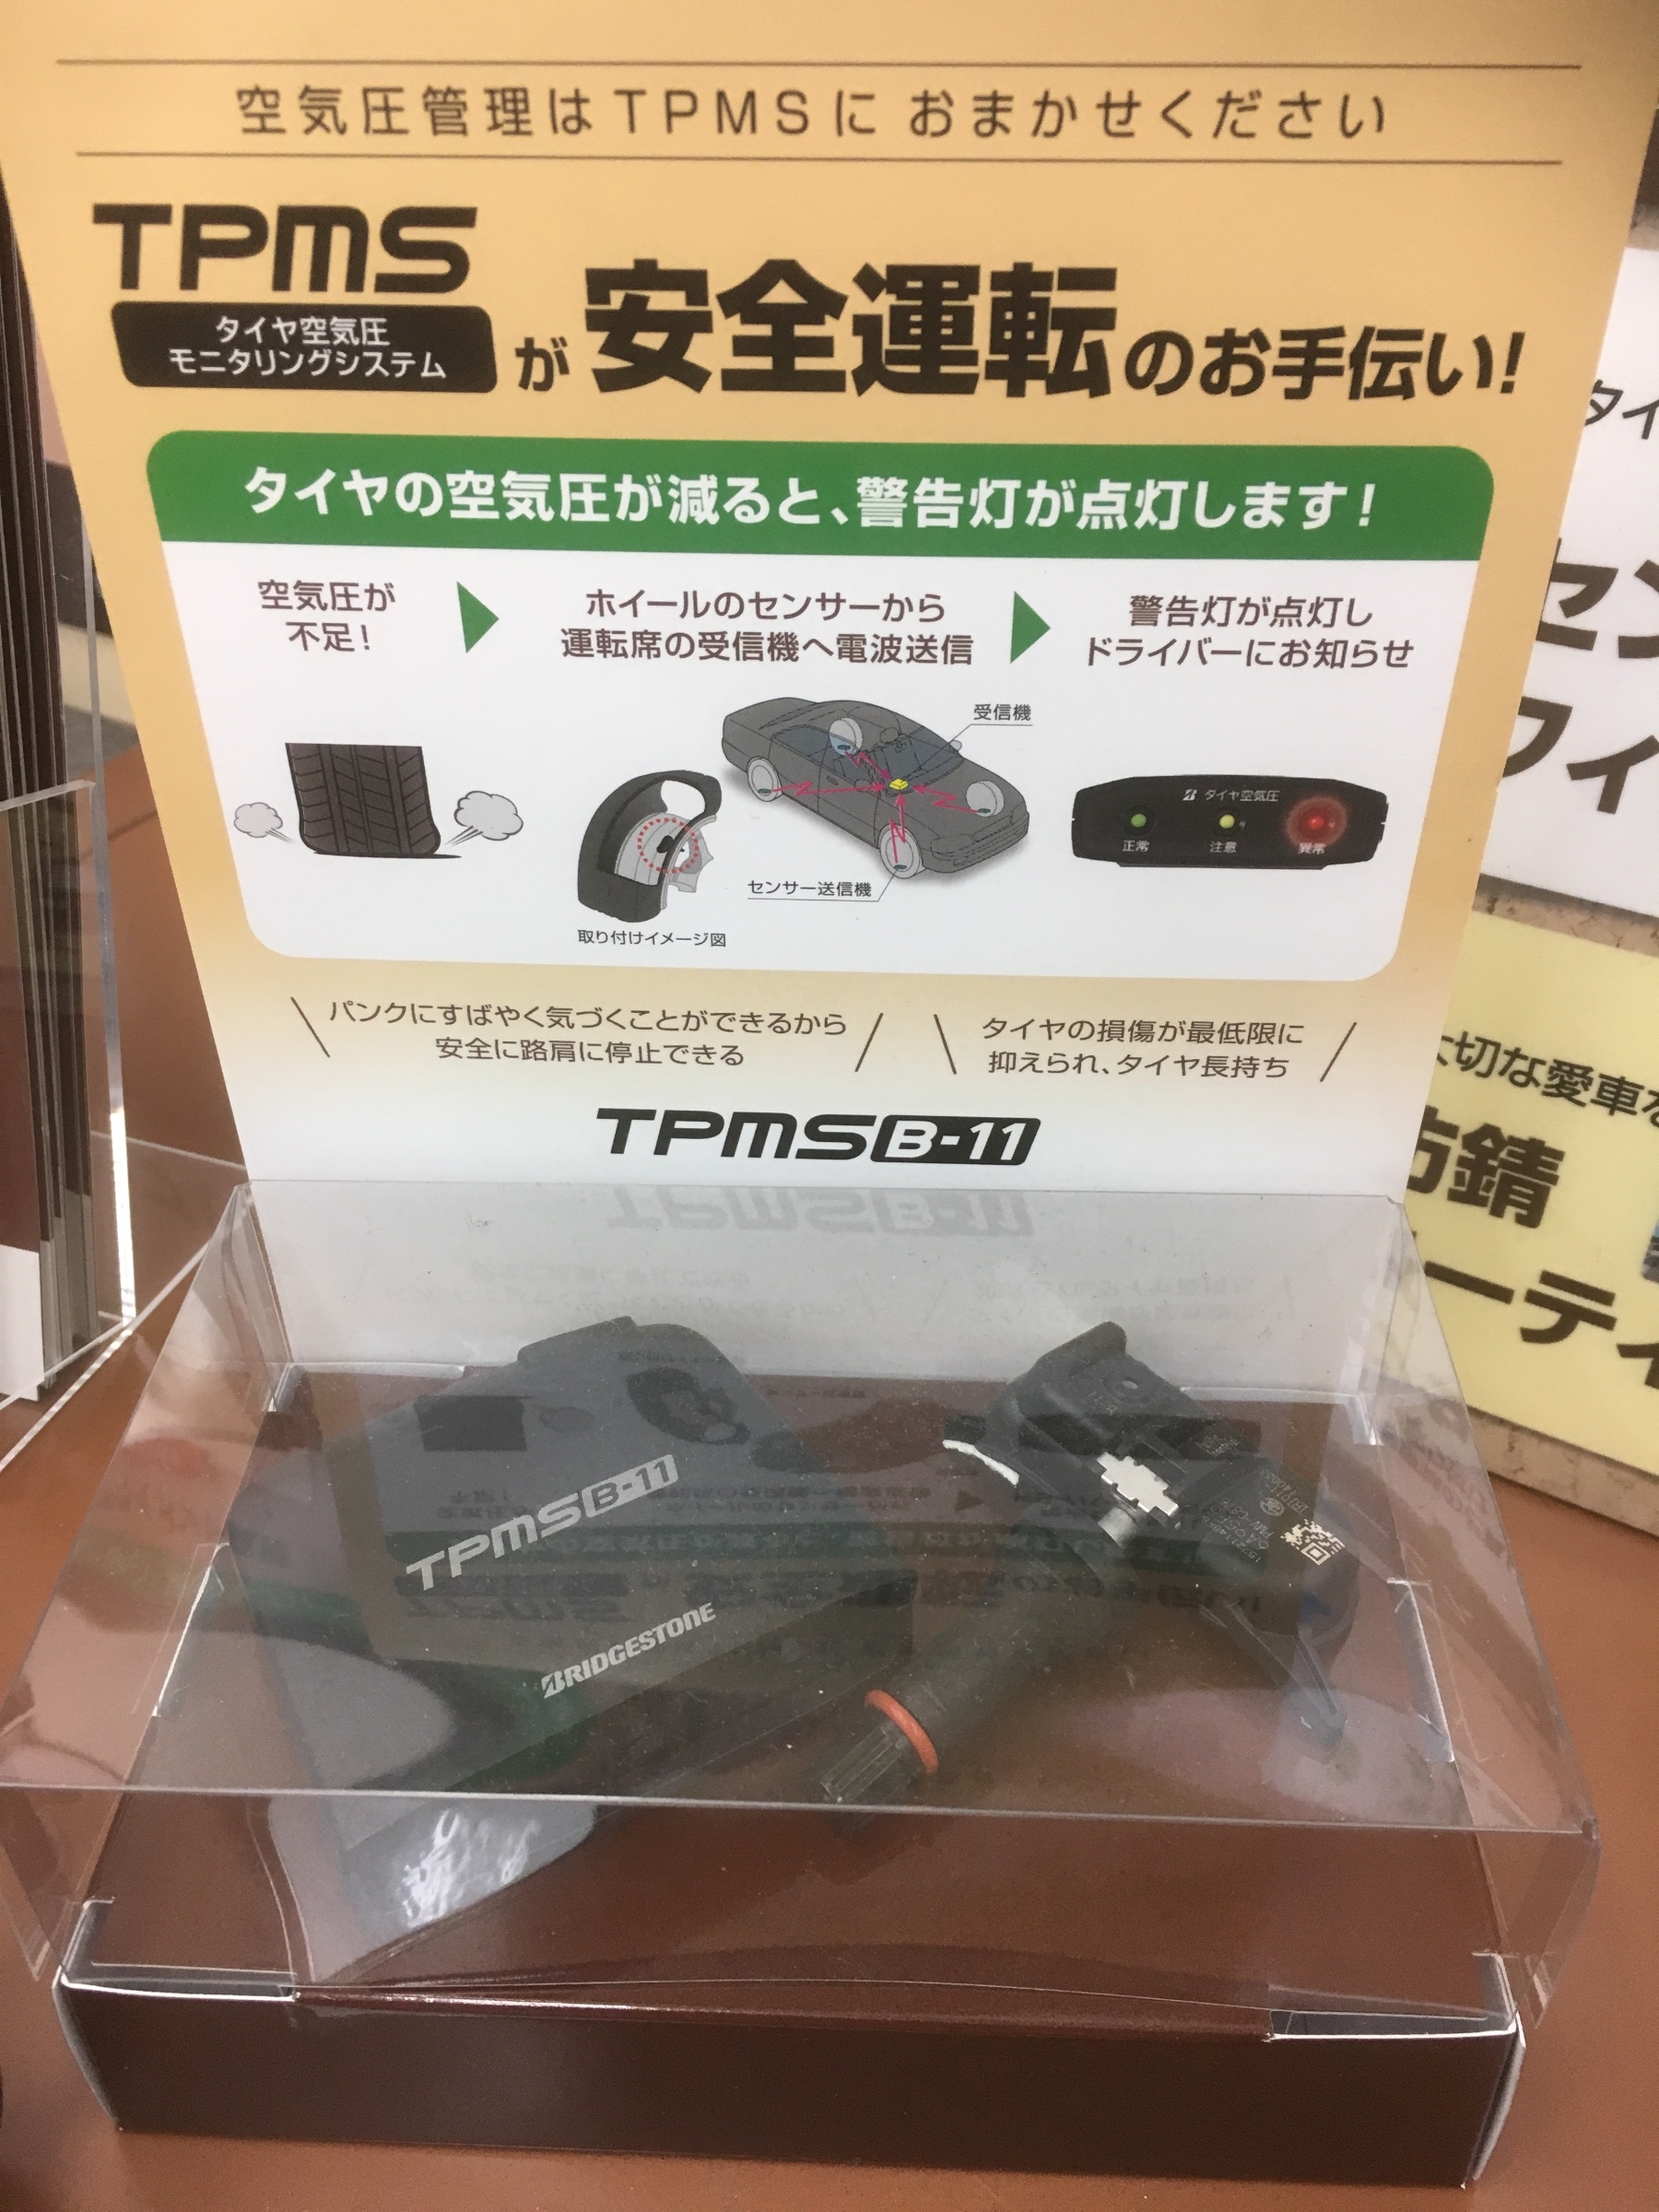 空気圧管理はTPMSに おまかせください
TPMS
タイヤ空気圧
モニタリングシステム
が安全運転のお手伝い!
タイヤの空気圧が減ると、警告灯が点灯します!
空気圧が
不足!
ホイールのセンサーから
運転席の受信機へ電波送信
警告灯が点灯し
ドライバーにお知らせ
受信機
センサー送信機
取り付けイメージ図
タイヤ空気圧
正常 注意 異常
パンクにすばやく気づくことができるから
安全に路肩に停止できる
タイヤの損傷が最低限に
抑えられ、タイヤ長持ち
TPMS B-11
TPMS B-11
BRIDGESTONE
タイ
セン
フィ
大切な愛車を
防錆
ーティ